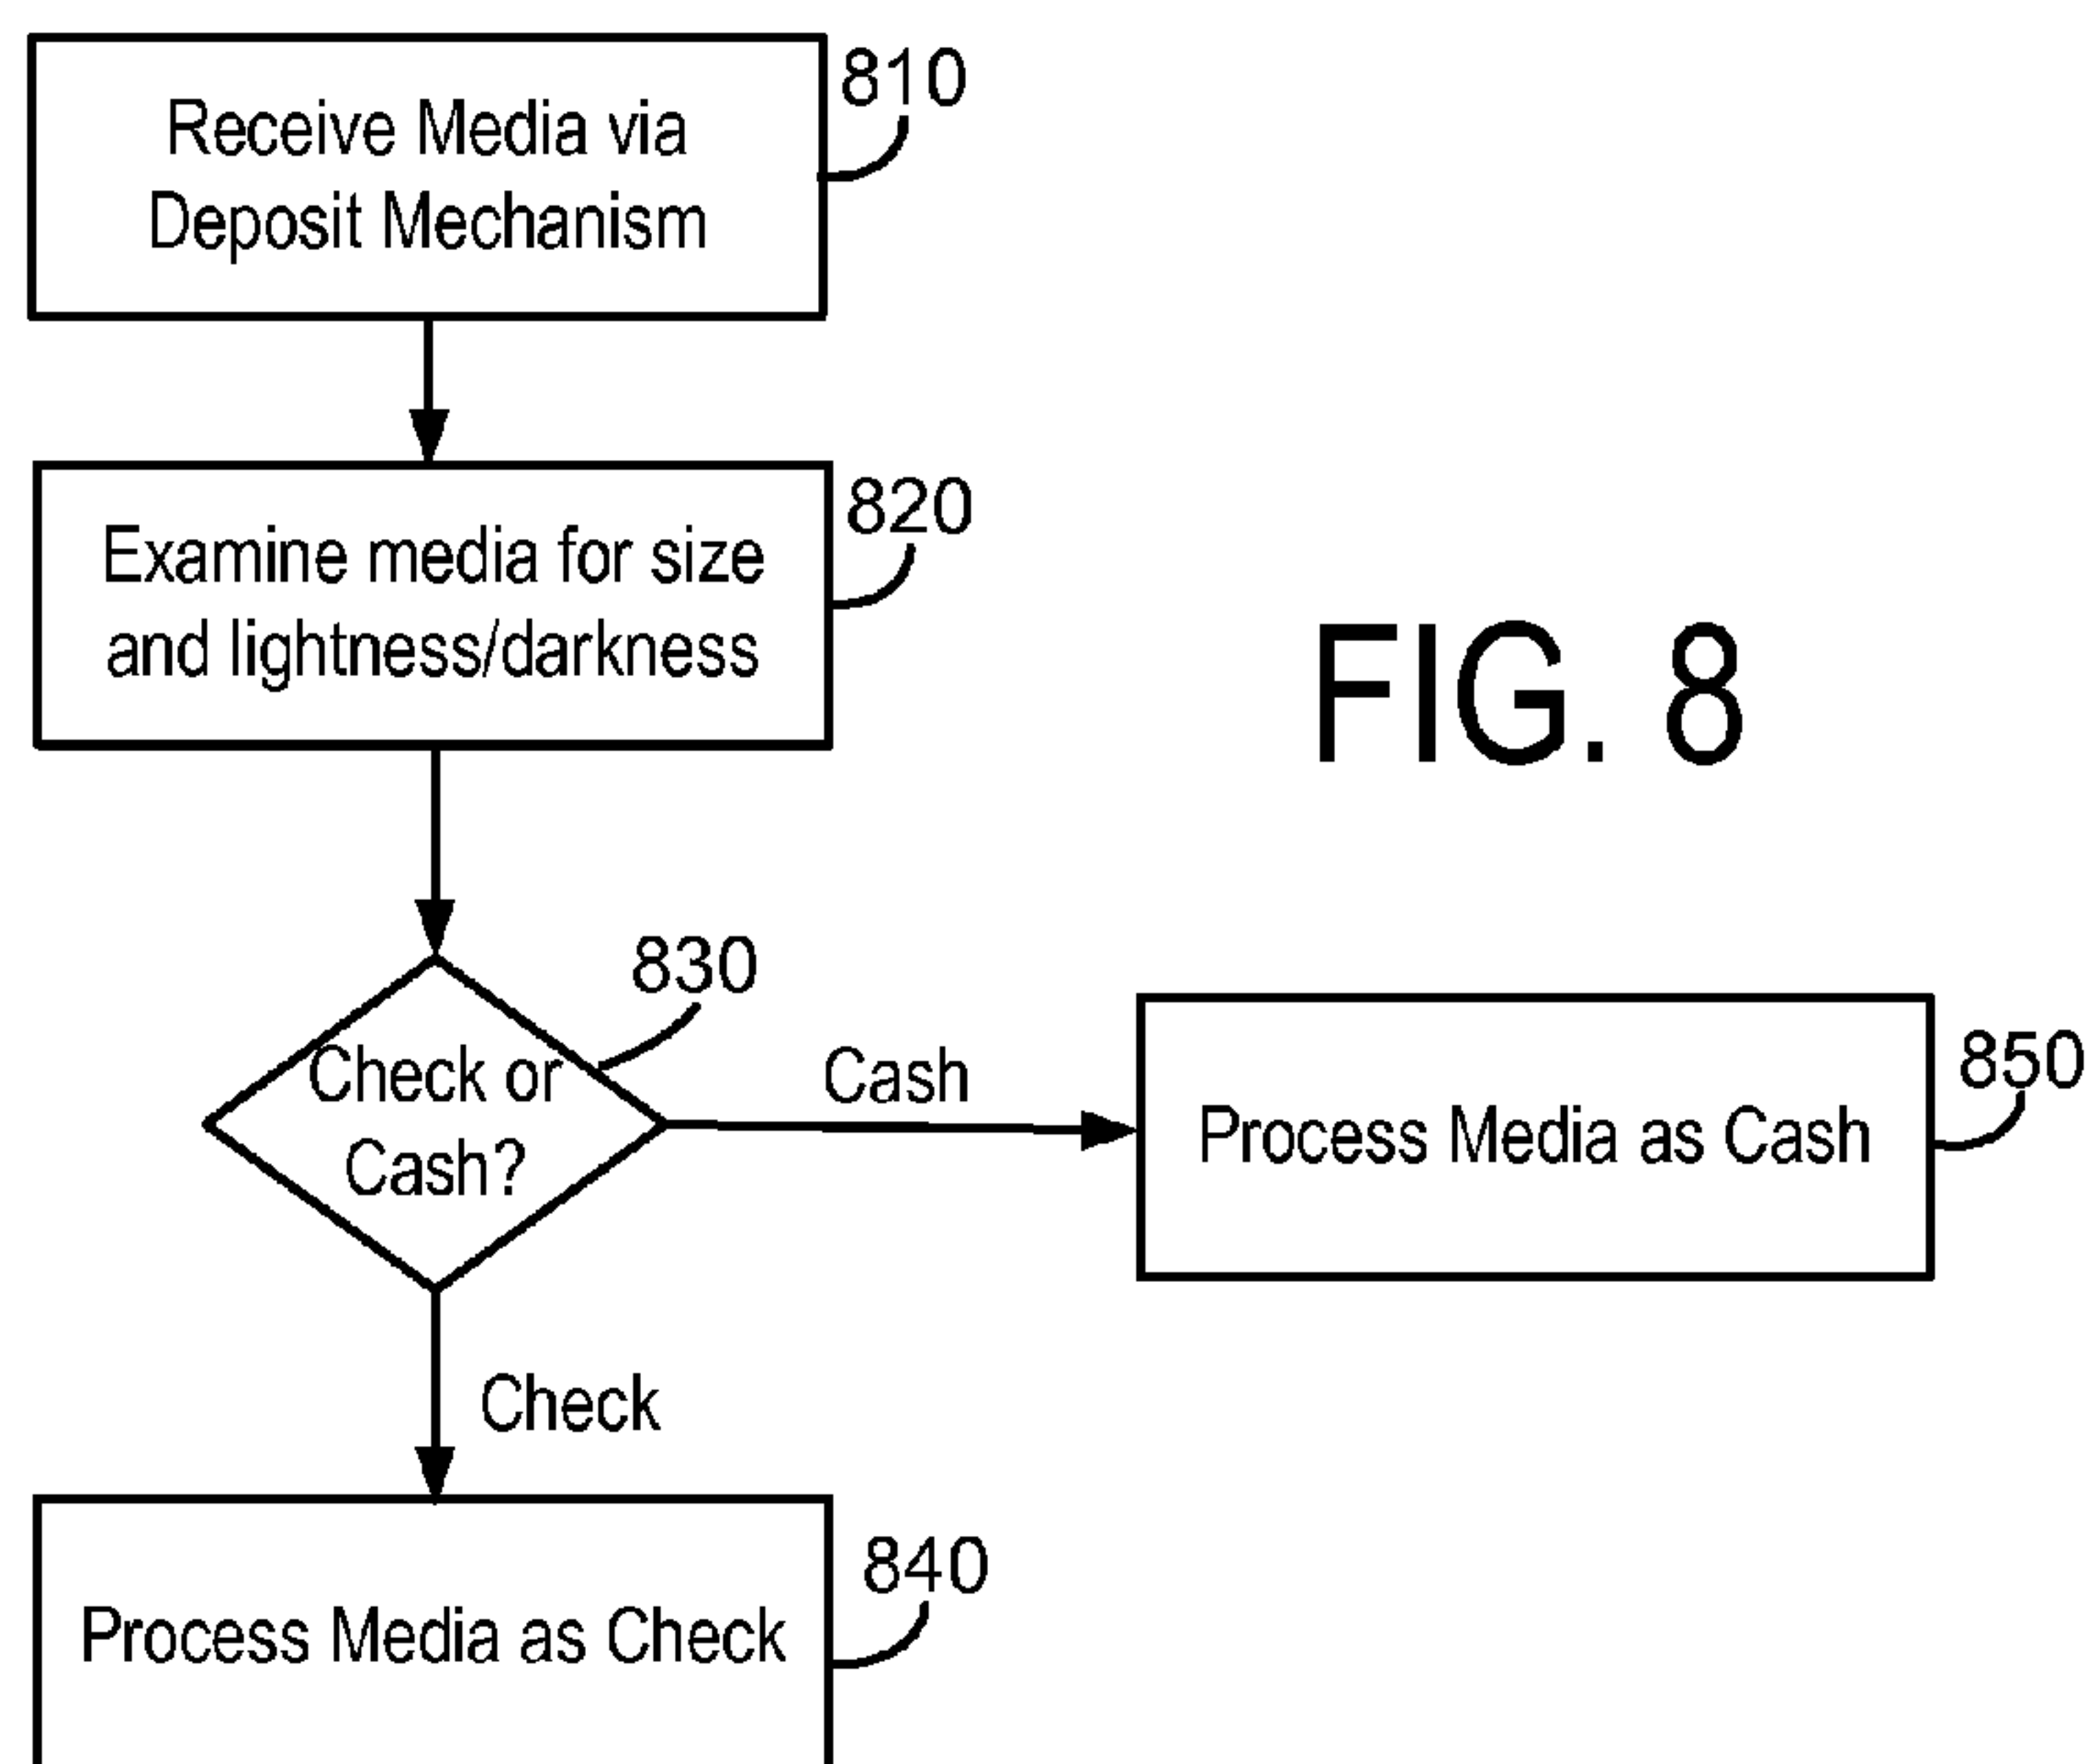 810
Receive Media via
Deposit Mechanism
820
Examine media for size
and lightness/darkness
FIG. 8
830
Check or
Cash?
Cash
850
Process Media as Cash
Check
840
Process Media as Check